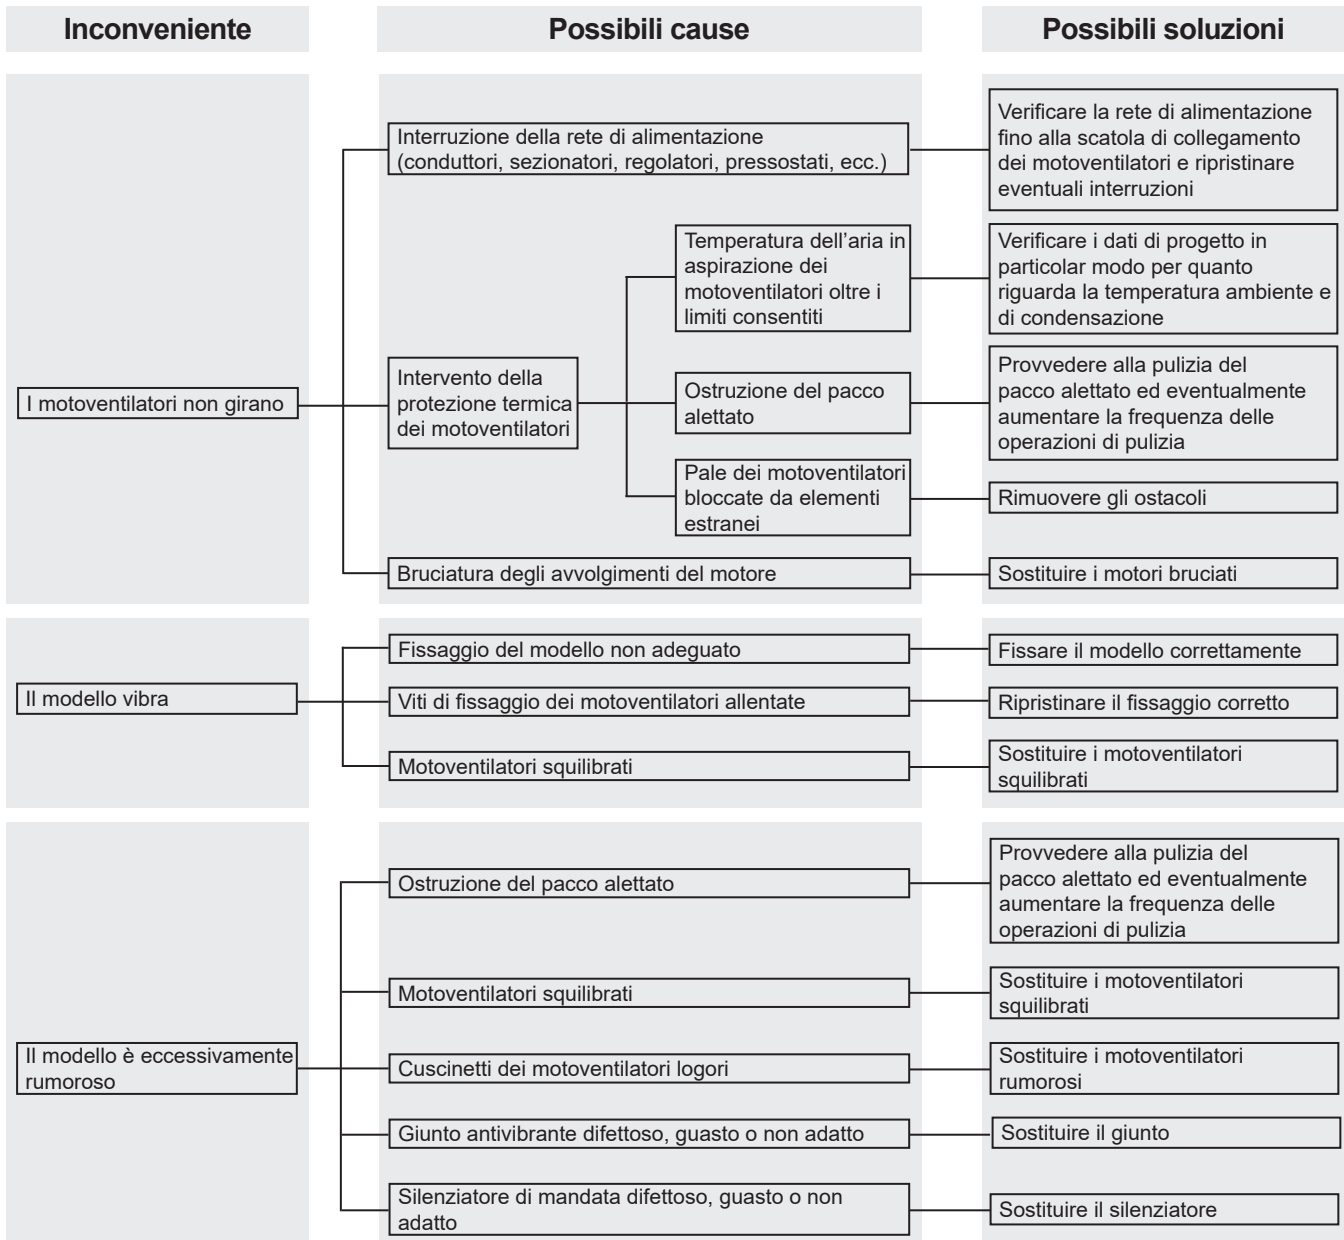 Inconveniente
Possibili cause
Possibili soluzioni
I motoventilatori non girano
Interruzione della rete di alimentazione
(conduttori, sezionatori, regolatori, pressostati, ecc.)
Verificare la rete di alimentazione
fino alla scatola di collegamento
dei motoventilatori e ripristinare
eventuali interruzioni
Intervento della
protezione termica
dei motoventilatori
Temperatura dell'aria in
aspirazione dei
motoventilatori oltre i
limiti consentiti
Verificare i dati di progetto in
particolar modo per quanto
riguarda la temperatura ambiente e
di condensazione
Ostruzione del pacco
alettato
Provvedere alla pulizia del
pacco alettato ed eventualmente
aumentare la frequenza delle
operazioni di pulizia
Pale dei motoventilatori
bloccate da elementi
estranei
Rimuovere gli ostacoli
Bruciatura degli avvolgimenti del motore
Sostituire i motori bruciati
Il modello vibra
Fissaggio del modello non adeguato
Fissare il modello correttamente
Viti di fissaggio dei motoventilatori allentate
Ripristinare il fissaggio corretto
Motoventilatori squilibrati
Sostituire i motoventilatori
squilibrati
Il modello è eccessivamente
rumoroso
Ostruzione del pacco alettato
Provvedere alla pulizia del
pacco alettato ed eventualmente
aumentare la frequenza delle
operazioni di pulizia
Motoventilatori squilibrati
Sostituire i motoventilatori
squilibrati
Cuscinetti dei motoventilatori logori
Sostituire i motoventilatori
rumorosi
Giunto antivibrante difettoso, guasto o non adatto
Sostituire il giunto
Silenziatore di mandata difettoso, guasto o non
adatto
Sostituire il silenziatore